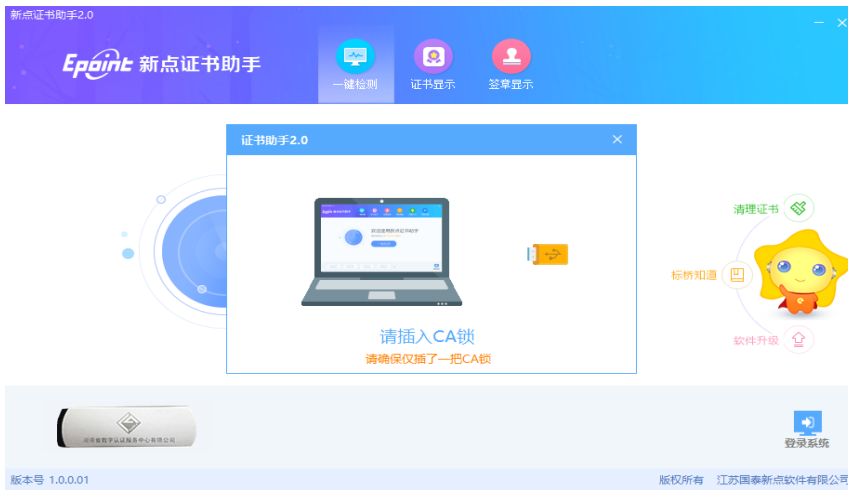 新点证书助手2.0
Epoint 新点证书助手
一键检测
证书显示
签章显示
证书助手2.0
请插入CA锁
请确保仅插了一把CA锁
清理证书
标桥知道
软件升级
登录系统
版本号 1.0.0.01
版权所有 江苏国泰新点软件有限公司